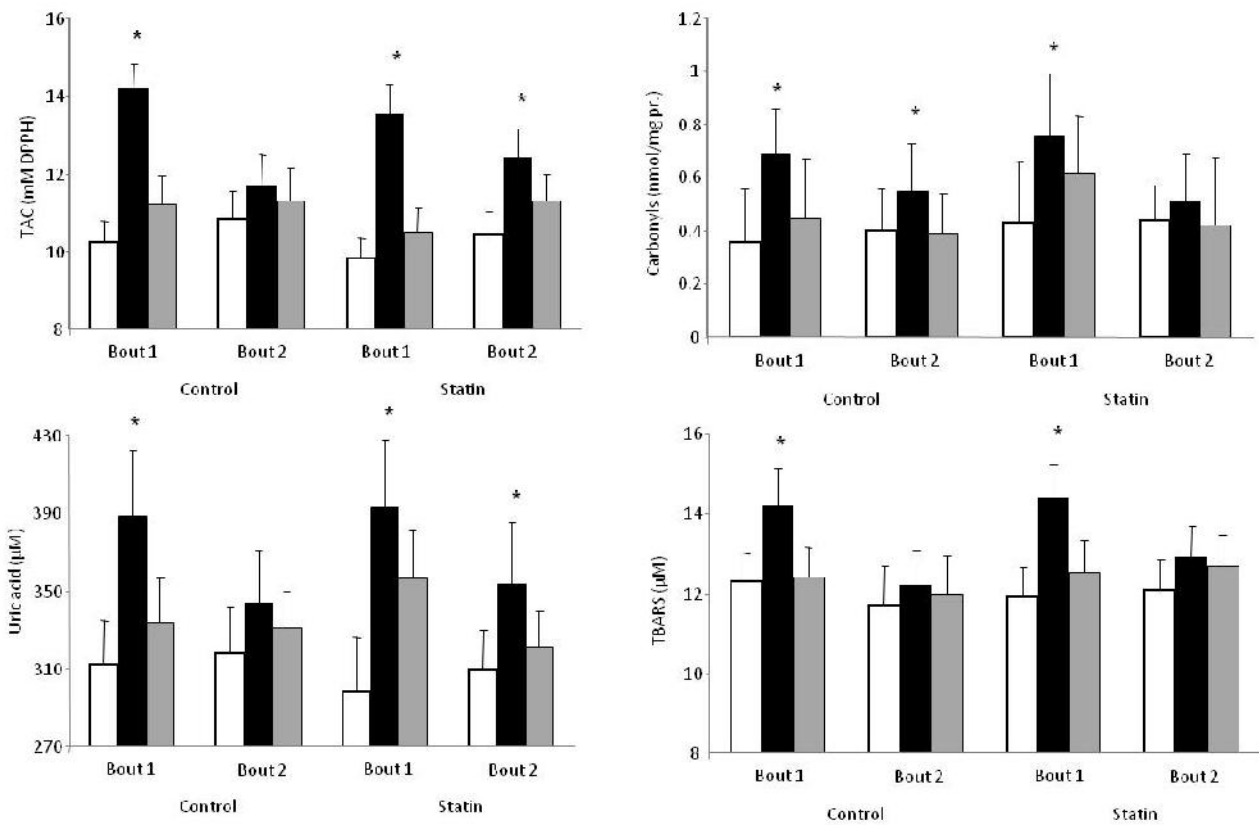 TAC (mM DPPH)
16
14
12
10
8
*
*
*
Bout 1
Bout 2
Bout 1
Bout 2
Control
Statin
Carbonyls (nmol/mg pr.)
1.2
1
0.8
0.6
0.4
0.2
0
*
*
*
Bout 1
Bout 2
Bout 1
Bout 2
Control
Statin
Uric acid (µM)
430
390
350
310
270
*
*
*
Bout 1
Bout 2
Bout 1
Bout 2
Control
Statin
TBARS (µM)
16
14
12
10
8
*
*
Bout 1
Bout 2
Bout 1
Bout 2
Control
Statin